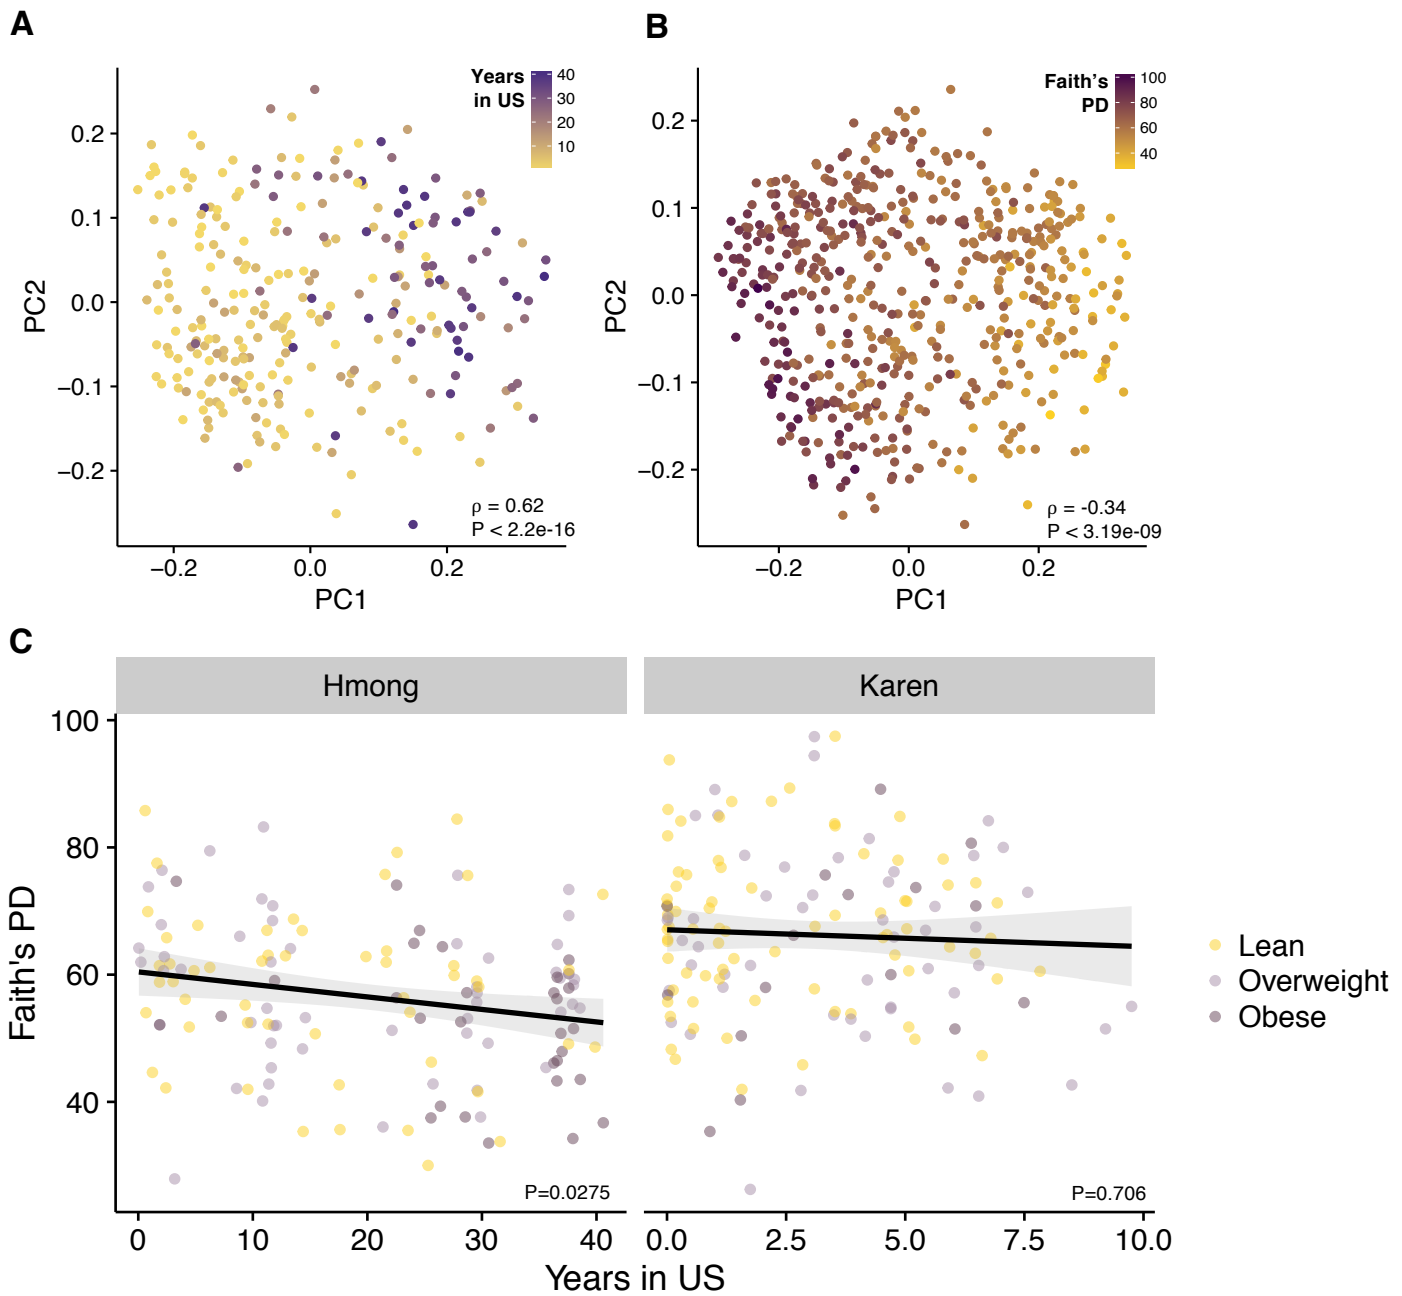 A
Years
in US
40
30
20
10
0.2
0.1
0.0
−0.1
−0.2
PC2
ρ = 0.62
P < 2.2e-16
−0.2 0.0 0.2
PC1
B
Faith's
PD
100
80
60
40
0.2
0.1
0.0
−0.1
−0.2
PC2
ρ = -0.34
P < 3.19e-09
−0.2 0.0 0.2
PC1
C
Hmong
Karen
100
80
60
40
Faith's PD
P=0.0275
P=0.706
0 10 20 30 40
0.0 2.5 5.0 7.5 10.0
Years in US
Lean
Overweight
Obese